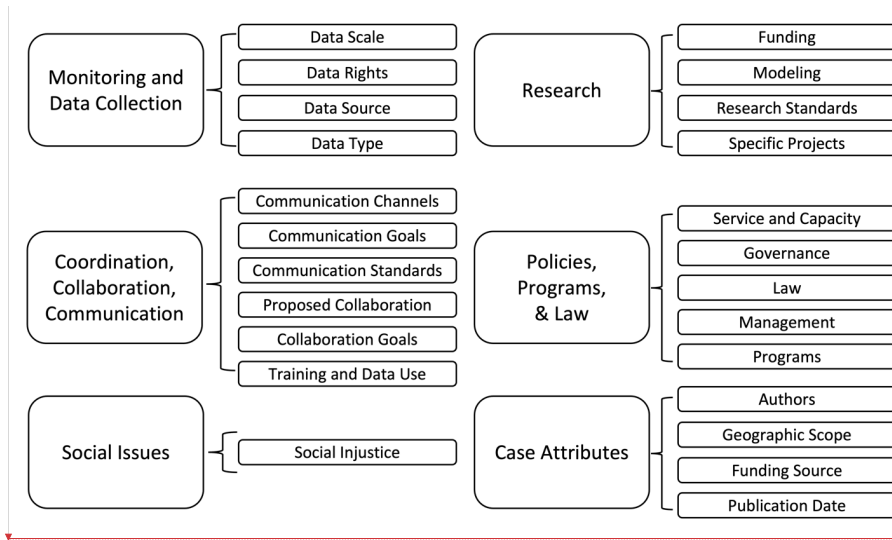 Monitoring and
Data Collection
Data Scale
Data Rights
Data Source
Data Type
Research
Funding
Modeling
Research Standards
Specific Projects
Coordination,
Collaboration,
Communication
Communication Channels
Communication Goals
Communication Standards
Proposed Collaboration
Collaboration Goals
Training and Data Use
Policies,
Programs,
& Law
Service and Capacity
Governance
Law
Management
Programs
Social Issues
Social Injustice
Case Attributes
Authors
Geographic Scope
Funding Source
Publication Date